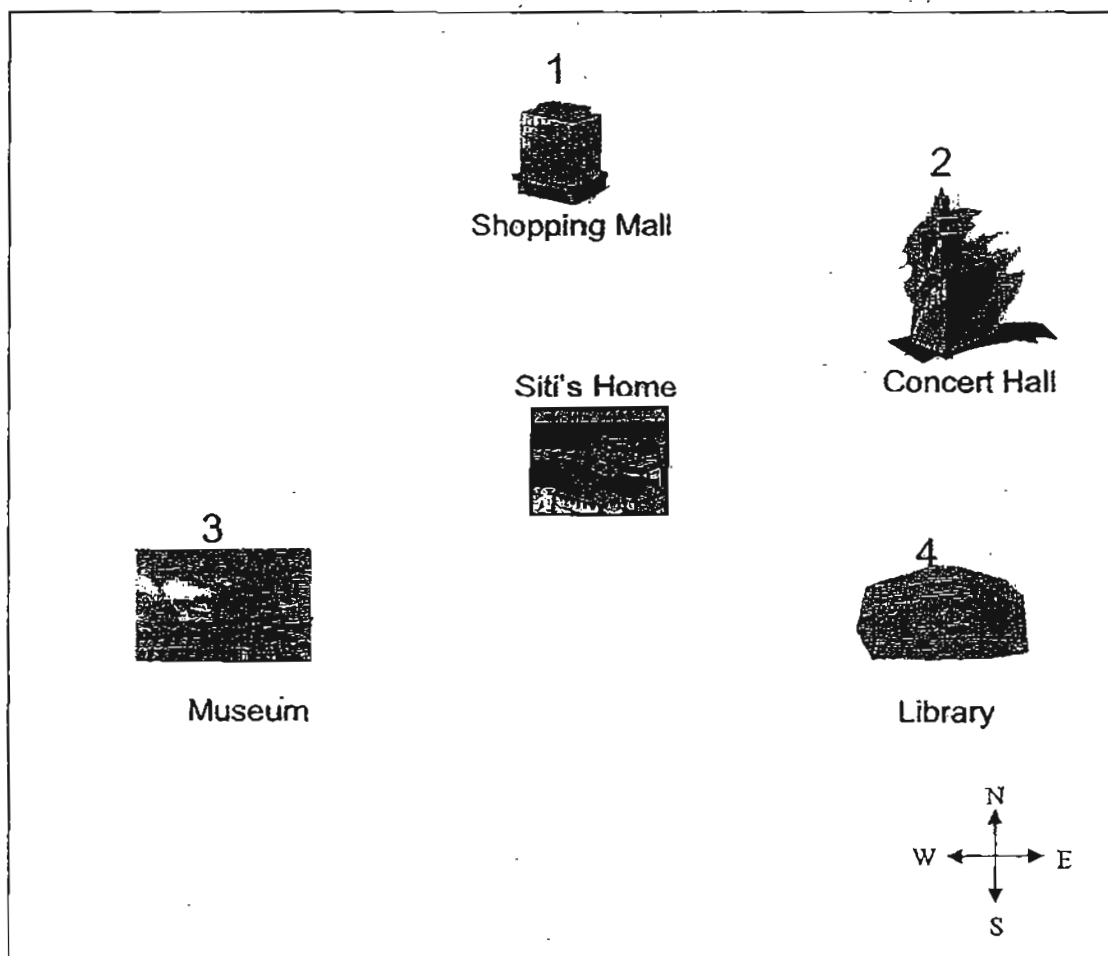 1
Shopping Mall
2
Concert Hall
Siti's Home
3
Museum
4
Library
N
W E
S